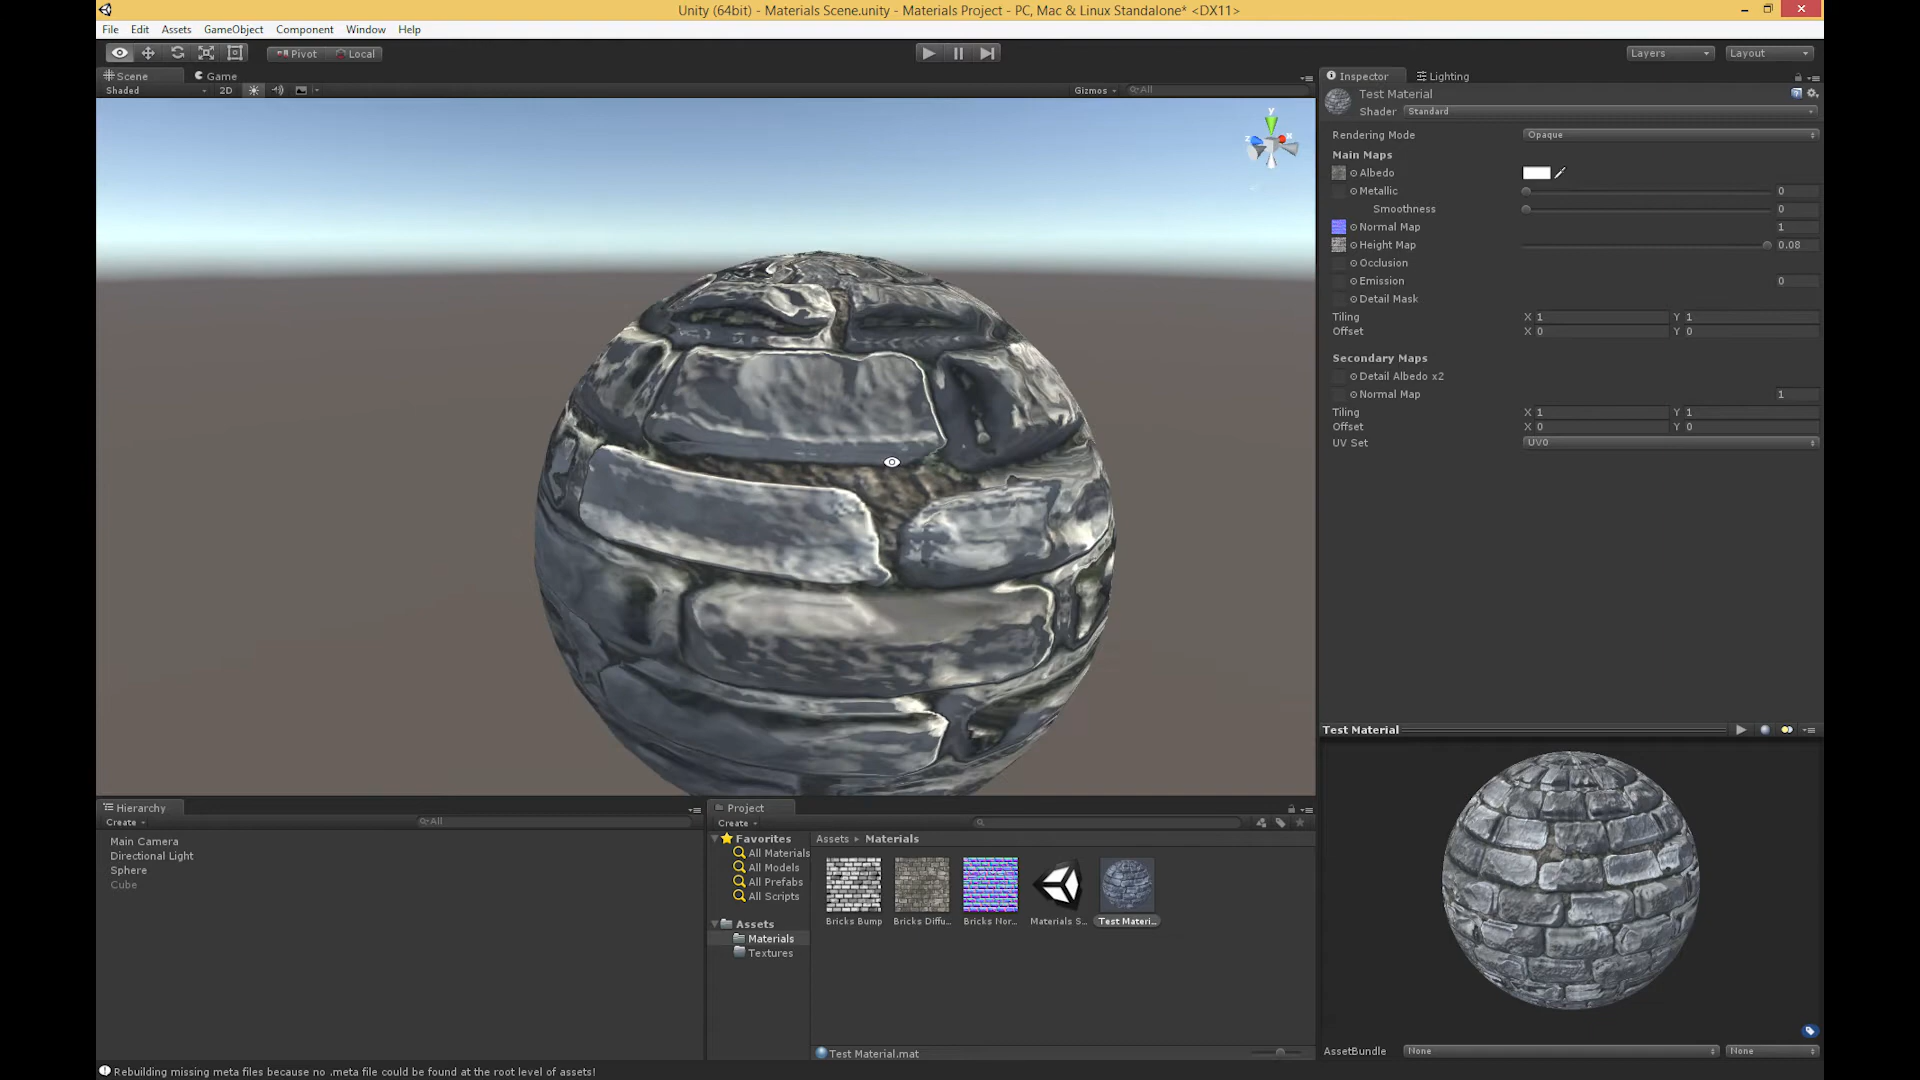 Unity (64bit) - Materials Scene.unity - Materials Project - PC, Mac & Linux Standalone* <DX11>
File Edit Assets GameObject Component Window Help
Pivot Local Layers Layout
Scene Game
Shaded 2D Gizmos All
Inspector Lighting
Test Material
Shader Standard
Rendering Mode Opaque
Main Maps
Albedo
Metallic 0
Smoothness 0
Normal Map 1
Height Map 0.08
Occlusion
Emission 0
Detail Mask
Tiling X 1 Y 1
Offset X 0 Y 0
Secondary Maps
Detail Albedo x2
Normal Map 1
Tiling X 1 Y 1
Offset X 0 Y 0
UV Set UV0
y
x
z
Test Material
AssetBundle None None
Hierarchy
Create All
Main Camera
Directional Light
Sphere
Cube
Project
Create
Favorites
All Materials
All Models
All Prefabs
All Scripts
Assets
Materials
Textures
Assets Materials
Bricks Bump Bricks Diffu... Bricks Nor... Materials S... Test Materi...
Test Material.mat
Rebuilding missing meta files because no .meta file could be found at the root level of assets!